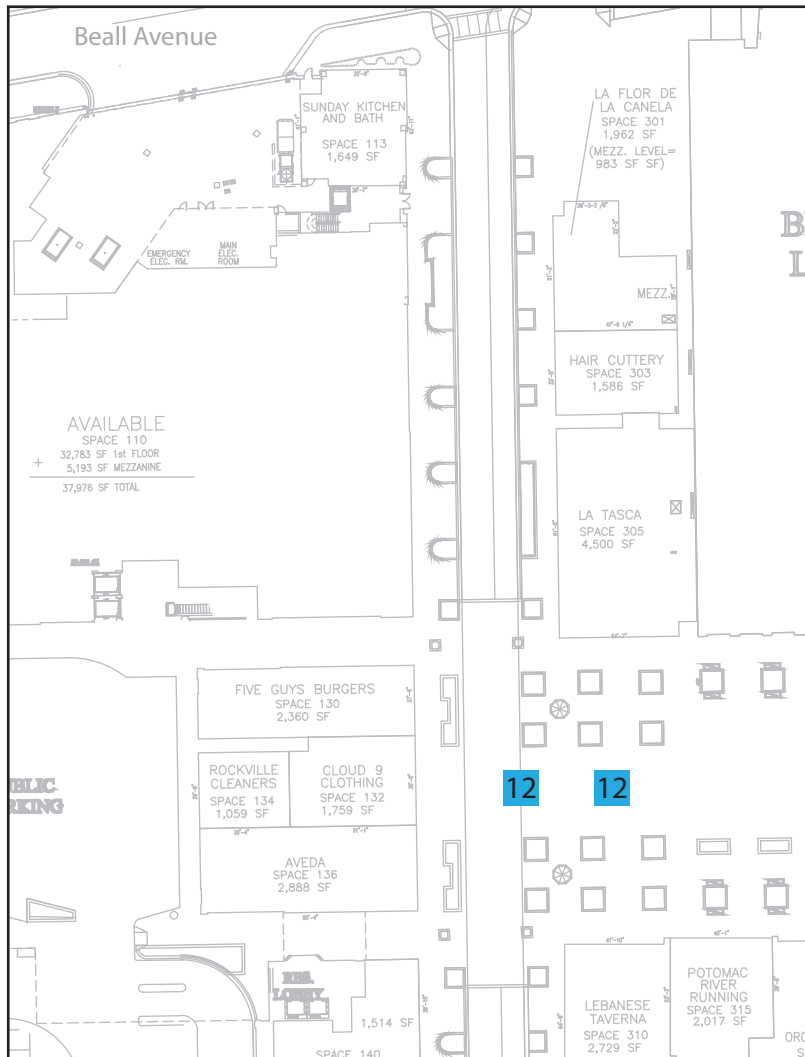 Beall Avenue
SUNDAY KITCHEN
AND BATH
SPACE 113
1,649 SF
LA FLOR DE
LA CANELA
SPACE 301
1,962 SF
(MEZZ. LEVEL=
983 SF SF)
EMERGENCY
ELEC. RM.
MAIN
ELEC.
ROOM
MEZZ.
HAIR CUTTERY
SPACE 303
1,586 SF
AVAILABLE
SPACE 110
32,783 SF 1st FLOOR
+ 5,193 SF MEZZANINE
37,976 SF TOTAL
LA TASCA
SPACE 305
4,500 SF
FIVE GUYS BURGERS
SPACE 130
2,360 SF
ROCKVILLE
CLEANERS
SPACE 134
1,059 SF
CLOUD 9
CLOTHING
SPACE 132
1,759 SF
12 12
AVEDA
SPACE 136
2,888 SF
RES.
LOBBY
1,514 SF
SPACE 140
LEBANESE
TAVERNA
SPACE 310
2,729 SF
POTOMAC
RIVER
RUNNING
SPACE 315
2,017 SF